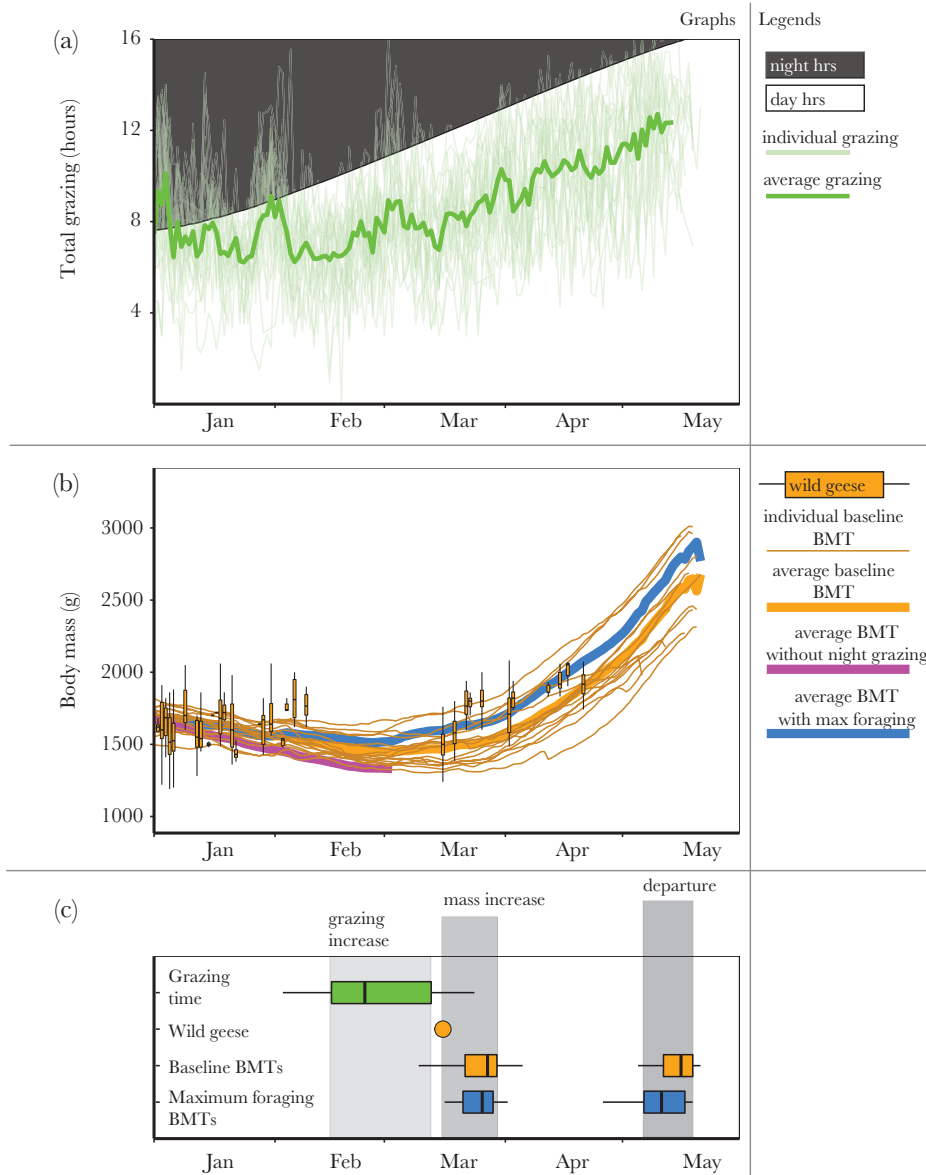 Graphs
Legends
(a)
16
12
8
4
Total grazing (hours)
Jan Feb Mar Apr May
night hrs
day hrs
individual grazing
average grazing
(b)
3000
2500
2000
1500
1000
Body mass (g)
Jan Feb Mar Apr May
wild geese
individual baseline
BMT
average baseline
BMT
average BMT
without night grazing
average BMT
with max foraging
(c)
grazing
increase
mass increase
departure
Grazing
time
Wild geese
Baseline BMTs
Maximum foraging
BMTs
Jan Feb Mar Apr May